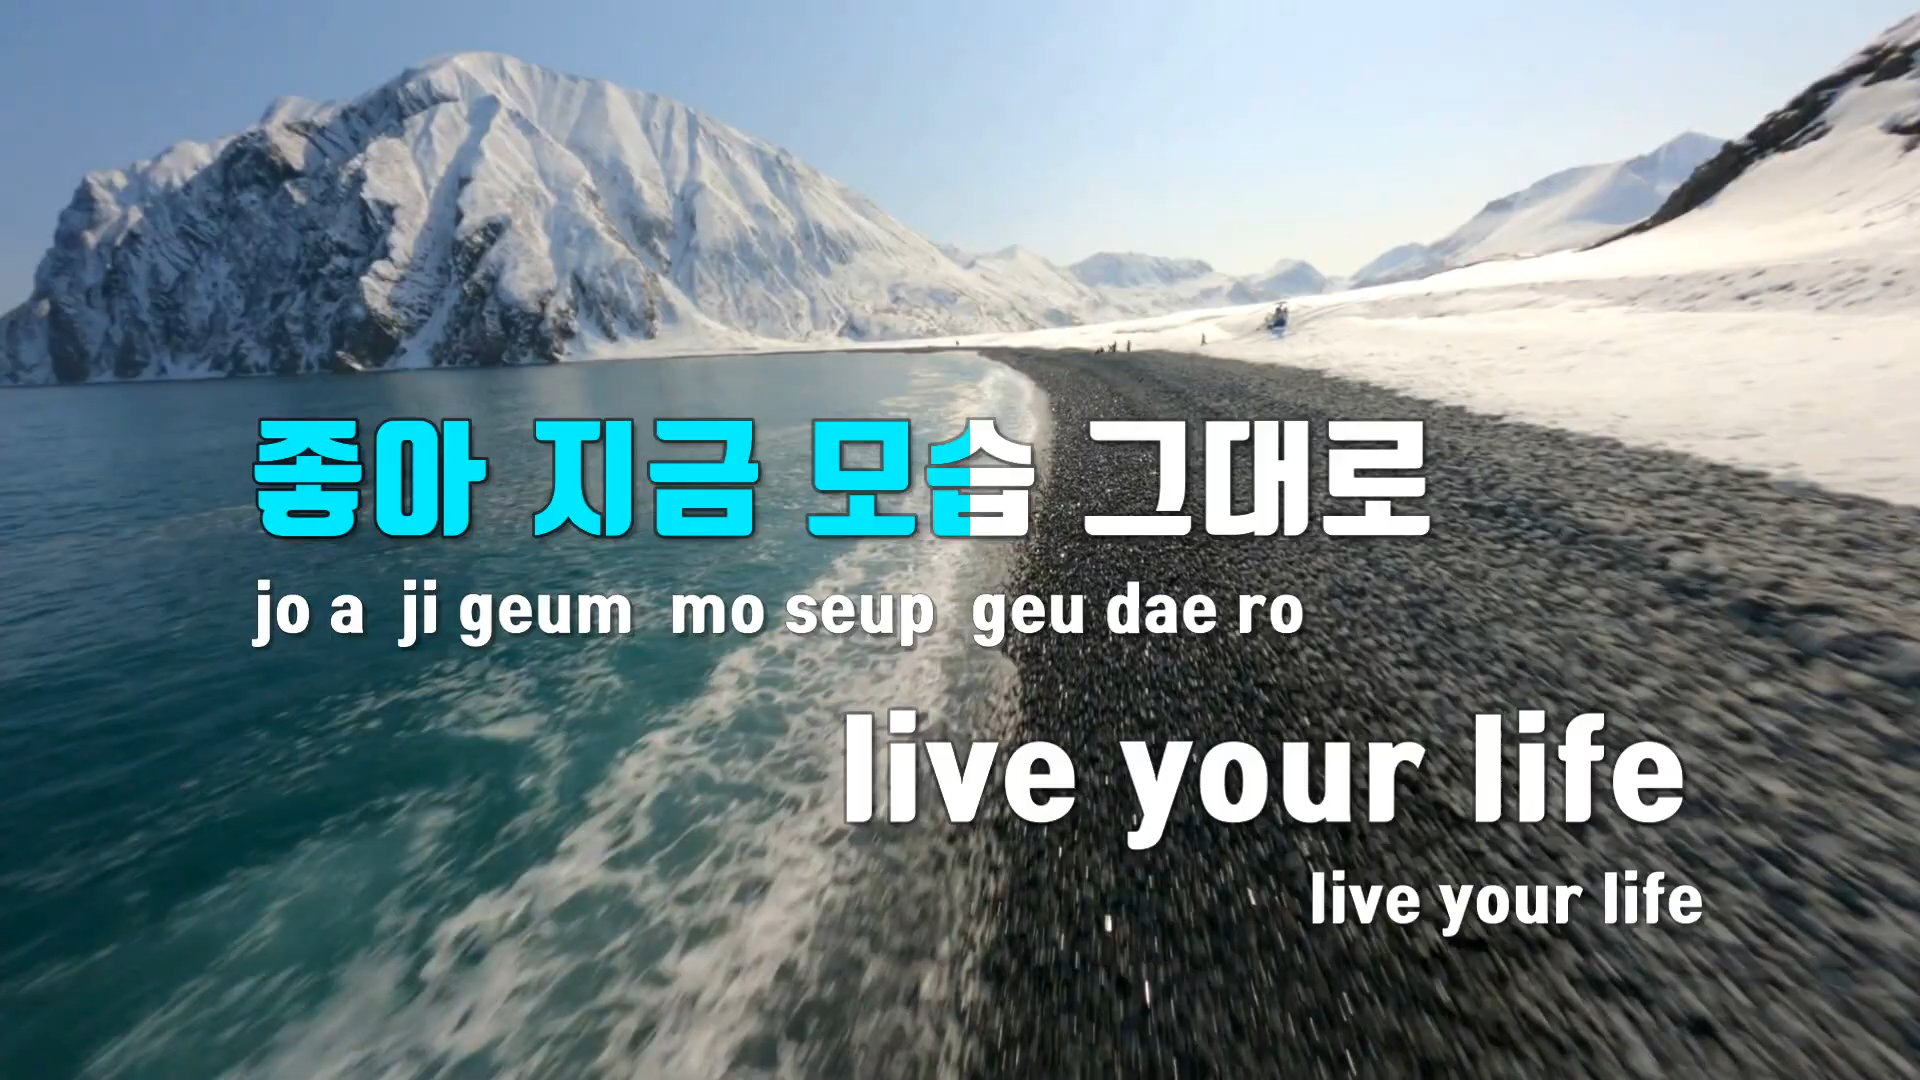 좋아 지금 모습 그대로
jo a ji geum mo seup geu dae ro
live your life
live your life